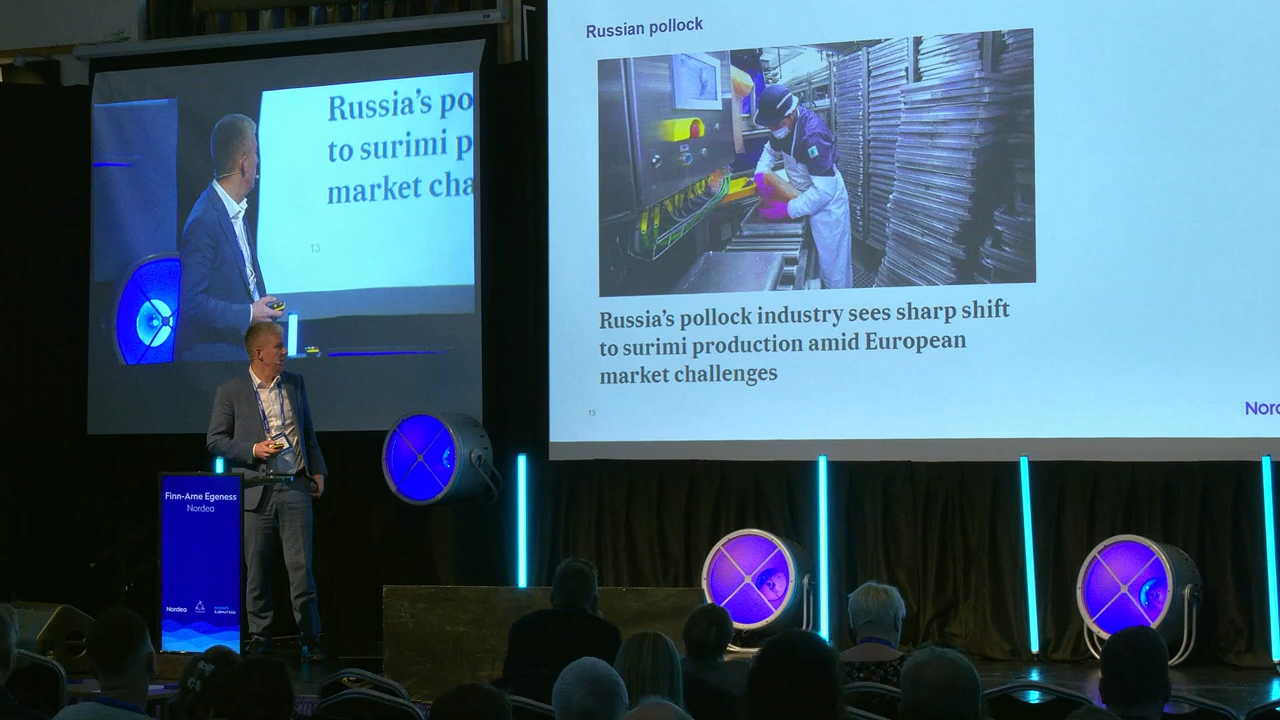 Russian pollock
Russia's po
to surimi p
market cha
13
Russia's pollock industry sees sharp shift
to surimi production amid European
market challenges
13
Nord
Finn-Arne Egeness
Nordea
Nordea